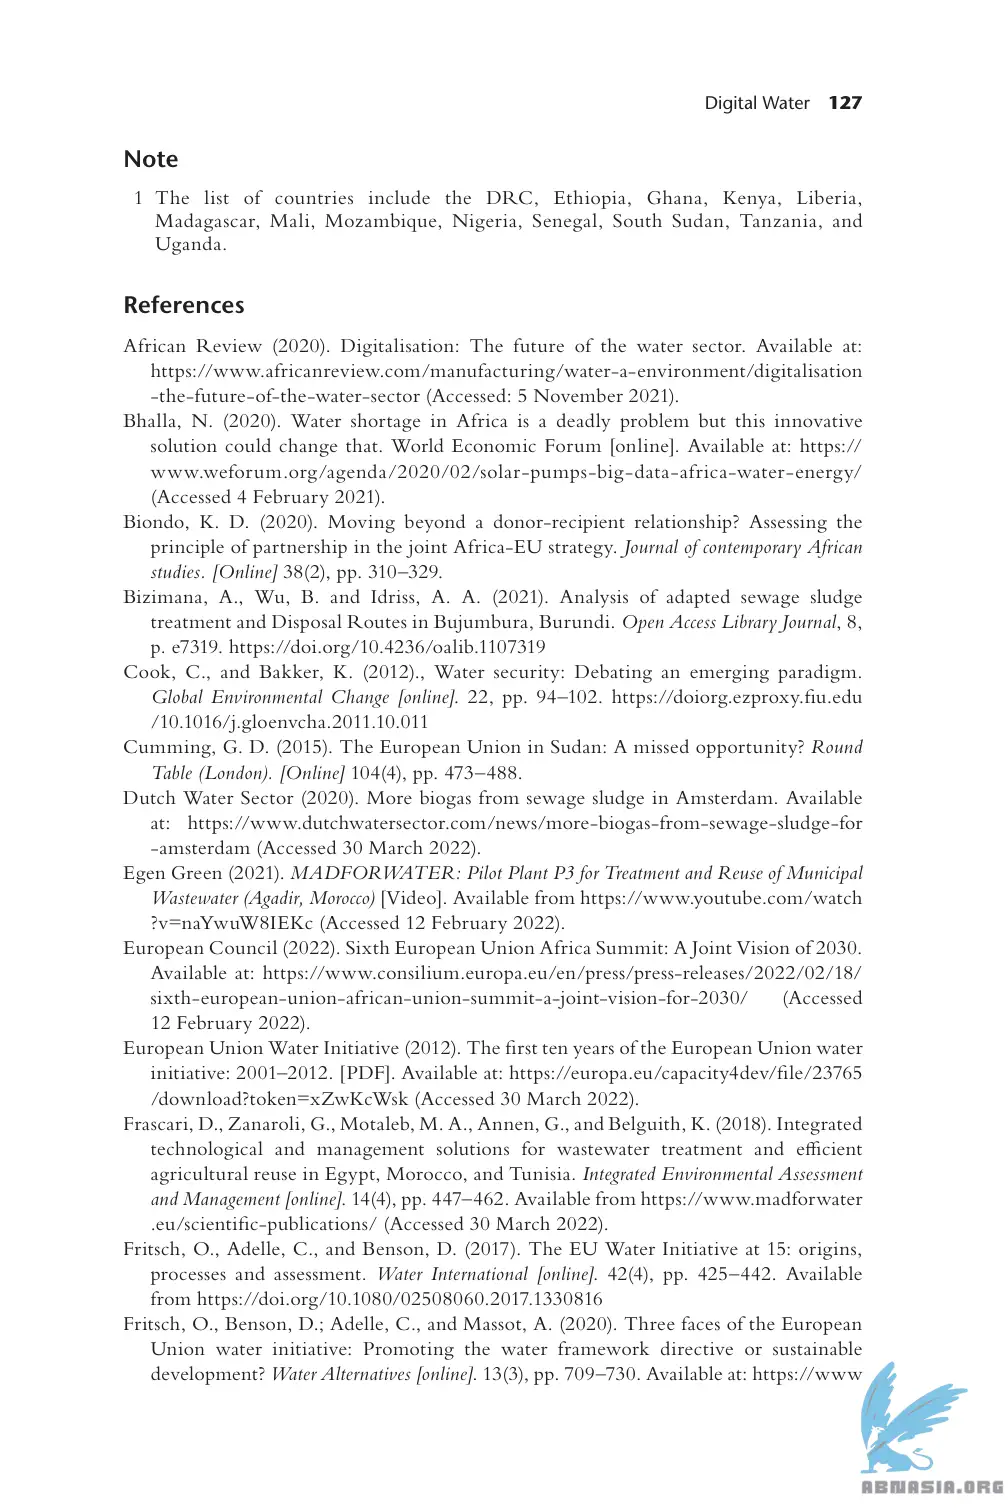 Digital Water 127
Note
1 The list of countries include the DRC, Ethiopia, Ghana, Kenya, Liberia,
Madagascar, Mali, Mozambique, Nigeria, Senegal, South Sudan, Tanzania, and
Uganda.
References
African Review (2020). Digitalisation: The future of the water sector. Available at:
https://www.africanreview.com/manufacturing/water-a-environment/digitalisation
-the-future-of-the-water-sector (Accessed: 5 November 2021).
Bhalla, N. (2020). Water shortage in Africa is a deadly problem but this innovative
solution could change that. World Economic Forum [online]. Available at: https://
www.weforum.org/agenda/2020/02/solar-pumps-big-data-africa-water-energy/
(Accessed 4 February 2021).
Biondo, K. D. (2020). Moving beyond a donor-recipient relationship? Assessing the
principle of partnership in the joint Africa-EU strategy. Journal of contemporary African
studies. [Online] 38(2), pp. 310–329.
Bizimana, A., Wu, B. and Idriss, A. A. (2021). Analysis of adapted sewage sludge
treatment and Disposal Routes in Bujumbura, Burundi. Open Access Library Journal, 8,
p. e7319. https://doi.org/10.4236/oalib.1107319
Cook, C., and Bakker, K. (2012)., Water security: Debating an emerging paradigm.
Global Environmental Change [online]. 22, pp. 94–102. https://doiorg.ezproxy.fiu.edu
/10.1016/j.gloenvcha.2011.10.011
Cumming, G. D. (2015). The European Union in Sudan: A missed opportunity? Round
Table (London). [Online] 104(4), pp. 473–488.
Dutch Water Sector (2020). More biogas from sewage sludge in Amsterdam. Available
at: https://www.dutchwatersector.com/news/more-biogas-from-sewage-sludge-for
-amsterdam (Accessed 30 March 2022).
Egen Green (2021). MADFORWATER: Pilot Plant P3 for Treatment and Reuse of Municipal
Wastewater (Agadir, Morocco) [Video]. Available from https://www.youtube.com/watch
?v=naYwuW8IEKc (Accessed 12 February 2022).
European Council (2022). Sixth European Union Africa Summit: A Joint Vision of 2030.
Available at: https://www.consilium.europa.eu/en/press/press-releases/2022/02/18/
sixth-european-union-african-union-summit-a-joint-vision-for-2030/ (Accessed
12 February 2022).
European Union Water Initiative (2012). The first ten years of the European Union water
initiative: 2001–2012. [PDF]. Available at: https://europa.eu/capacity4dev/file/23765
/download?token=xZwKcWsk (Accessed 30 March 2022).
Frascari, D., Zanaroli, G., Motaleb, M. A., Annen, G., and Belguith, K. (2018). Integrated
technological and management solutions for wastewater treatment and efficient
agricultural reuse in Egypt, Morocco, and Tunisia. Integrated Environmental Assessment
and Management [online]. 14(4), pp. 447–462. Available from https://www.madforwater
.eu/scientific-publications/ (Accessed 30 March 2022).
Fritsch, O., Adelle, C., and Benson, D. (2017). The EU Water Initiative at 15: origins,
processes and assessment. Water International [online]. 42(4), pp. 425–442. Available
from https://doi.org/10.1080/02508060.2017.1330816
Fritsch, O., Benson, D.; Adelle, C., and Massot, A. (2020). Three faces of the European
Union water initiative: Promoting the water framework directive or sustainable
development? Water Alternatives [online]. 13(3), pp. 709–730. Available at: https://www
ABNASIA.ORG